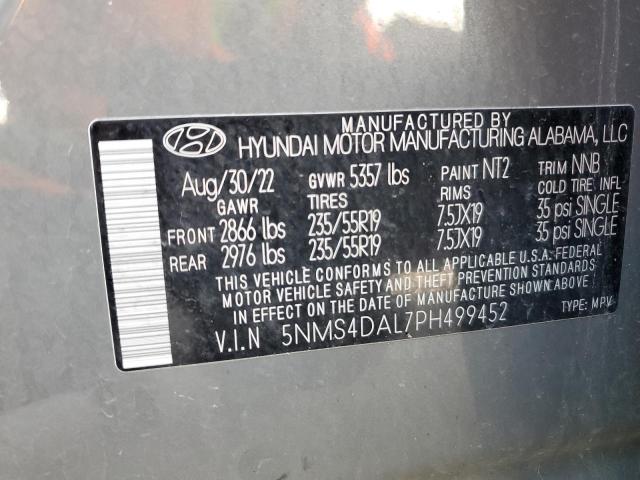 MANUFACTURED BY
HYUNDAI MOTOR MANUFACTURING ALABAMA, LLC
Aug/30/22 GVWR 5357 lbs PAINT NT2 TRIM NNB
GAWR TIRES RIMS COLD TIRE INFL
FRONT 2866 lbs 235/55R19 7.5JX19 35 psi SINGLE
REAR 2976 lbs 235/55R19 7.5JX19 35 psi SINGLE
THIS VEHICLE CONFORMS TO ALL APPLICABLE U.S.A. FEDERAL
MOTOR VEHICLE SAFETY AND THEFT PREVENTION STANDARDS
IN EFFECT ON THE DATE OF MANUFACTURE SHOWN ABOVE.
V.I.N 5NMS4DAL7PH499452 TYPE: MPV